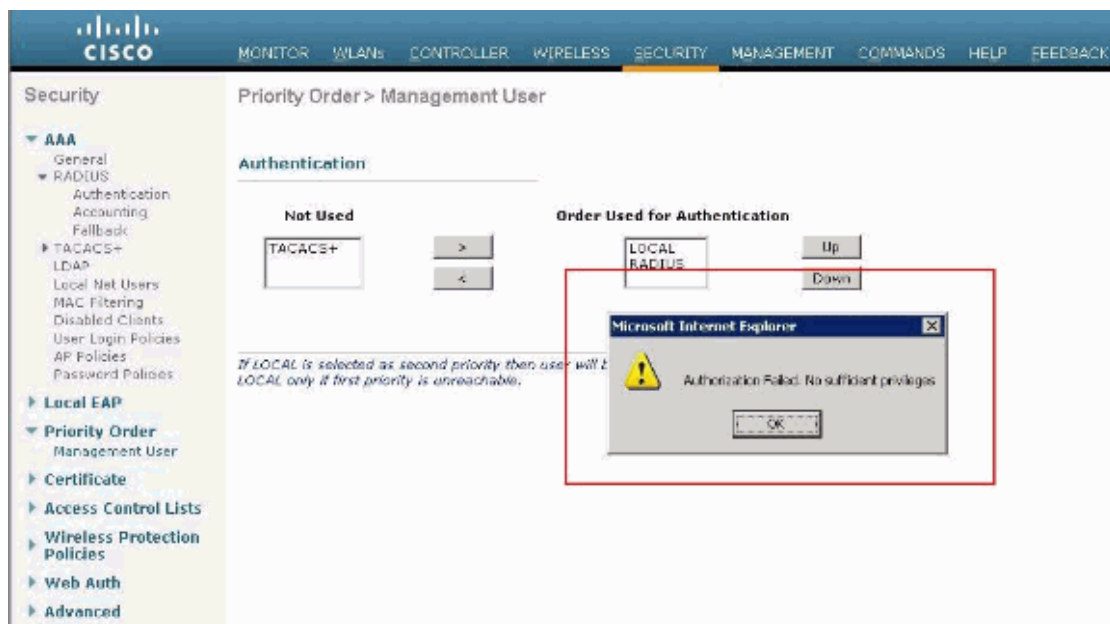 CISCO
MONITOR WLANs CONTROLLER WIRELESS SECURITY MANAGEMENT COMMANDS HELP FEEDBACK
Security
AAA
General
RADIUS
Authentication
Accounting
Fallback
TACACS+
LDAP
Local Net Users
MAC Filtering
Disabled Clients
User Login Policies
AP Policies
Password Policies
Local EAP
Priority Order
Management User
Certificate
Access Control Lists
Wireless Protection
Policies
Web Auth
Advanced
Priority Order > Management User
Authentication
Not Used
Order Used for Authentication
TACACS+
>
<
LOCAL
RADIUS
Up
Down
If LOCAL is selected as second priority then user will
LOCAL only if first priority is unreachable.
Microsoft Internet Explorer
Authorization Failed. No sufficient privileges
OK